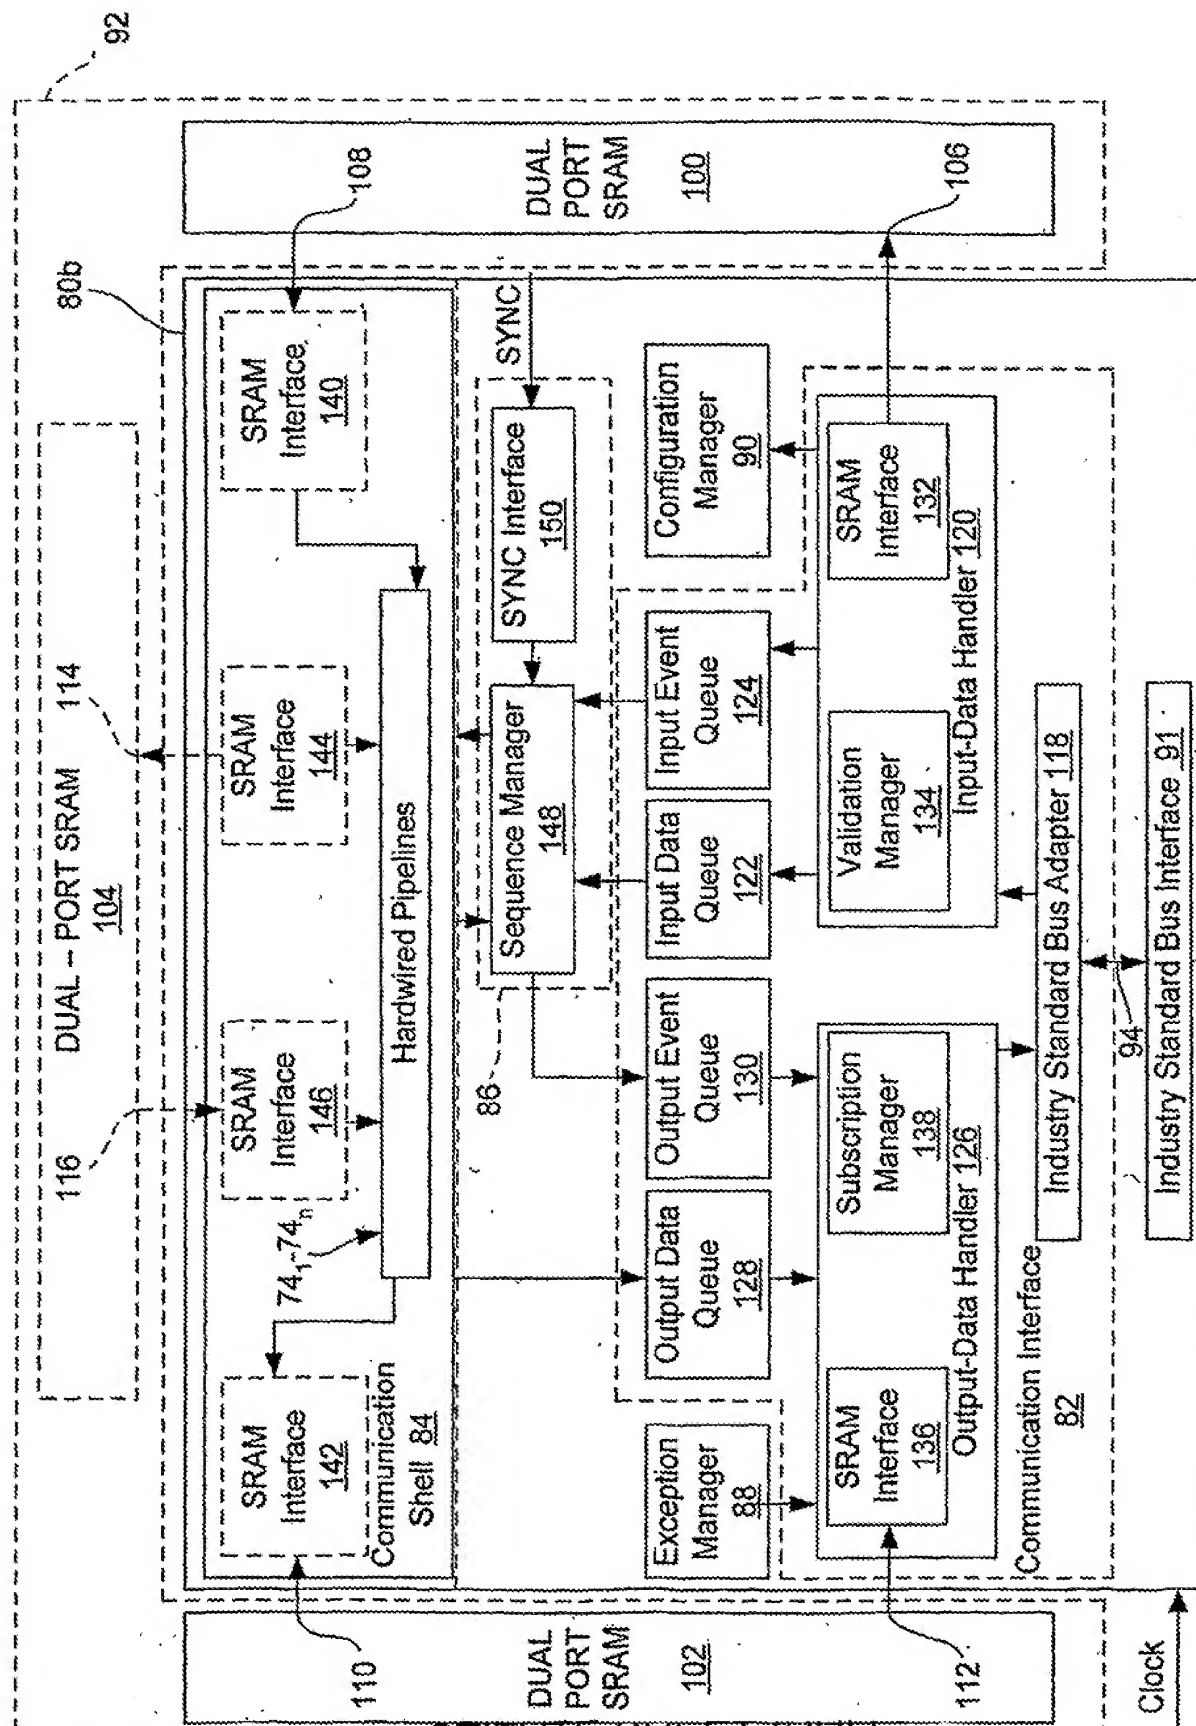 92
DUAL – PORT SRAM
104
116
114
80b
108
DUAL
PORT
SRAM
100
106
SRAM
Interface
142
SRAM
Interface
146
SRAM
Interface
144
SRAM
Interface
140
74₁-74ₙ
Hardwired Pipelines
Communication
Shell 84
110
DUAL
PORT
SRAM
102
112
86
Sequence Manager
148
SYNC Interface
150
SYNC
Exception
Manager
88
Output Data
Queue
128
Output Event
Queue
130
Input Data
Queue
122
Input Event
Queue
124
Configuration
Manager
90
SRAM
Interface
136
Subscription
Manager
138
Output-Data Handler 126
Validation
Manager
134
SRAM
Interface
132
Input-Data Handler 120
Communication Interface
82
Industry Standard Bus Adapter 118
94
Industry Standard Bus Interface 91
Clock